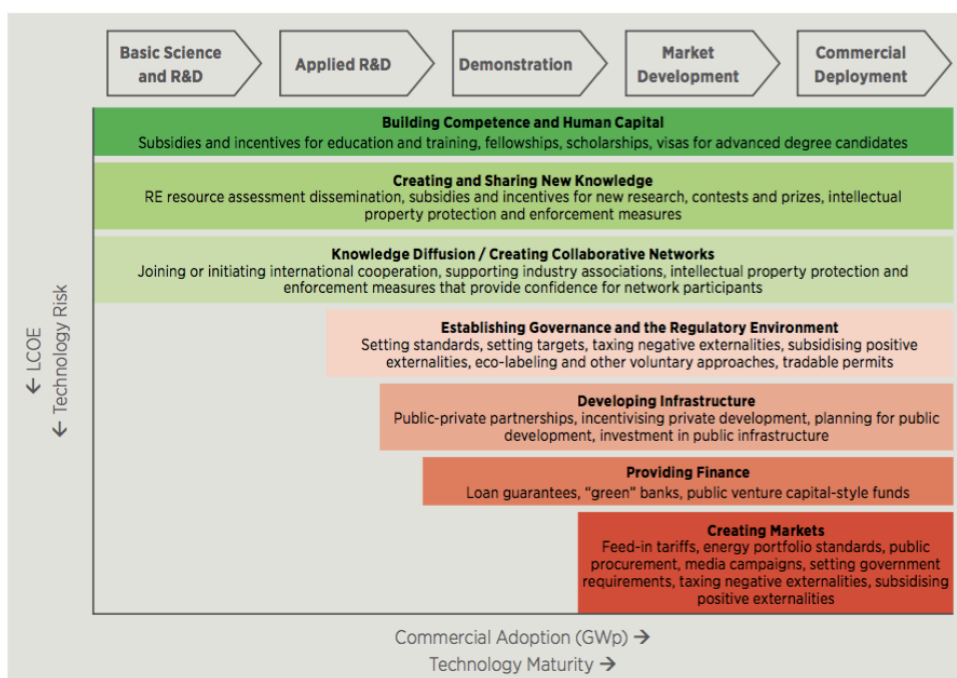 Basic Science
and R&D
Applied R&D
Demonstration
Market
Development
Commercial
Deployment
Building Competence and Human Capital
Subsidies and incentives for education and training, fellowships, scholarships, visas for advanced degree candidates
Creating and Sharing New Knowledge
RE resource assessment dissemination, subsidies and incentives for new research, contests and prizes, intellectual
property protection and enforcement measures
Knowledge Diffusion / Creating Collaborative Networks
Joining or initiating international cooperation, supporting industry associations, intellectual property protection and
enforcement measures that provide confidence for network participants
Establishing Governance and the Regulatory Environment
Setting standards, setting targets, taxing negative externalities, subsidising positive
externalities, eco-labeling and other voluntary approaches, tradable permits
Developing Infrastructure
Public-private partnerships, incentivising private development, planning for public
development, investment in public infrastructure
Providing Finance
Loan guarantees, “green” banks, public venture capital-style funds
Creating Markets
Feed-in tariffs, energy portfolio standards, public
procurement, media campaigns, setting government
requirements, taxing negative externalities, subsidising
positive externalities
← LCOE
← Technology Risk
Commercial Adoption (GWp) →
Technology Maturity →